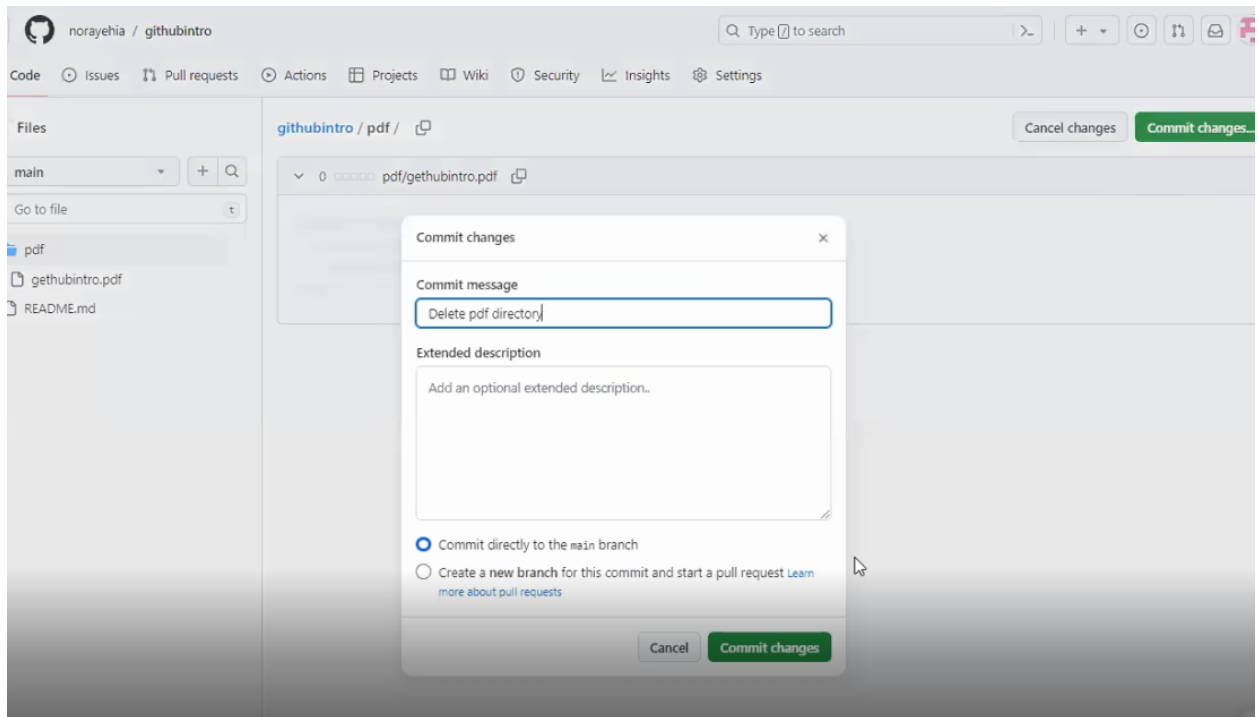 norayehia / githubintro
Type / to search
Code Issues Pull requests Actions Projects Wiki Security Insights Settings
Files
githubintro / pdf /
Cancel changes
Commit changes...
main
0 pdf/gethubintro.pdf
Go to file t
pdf
gethubintro.pdf
README.md
Commit changes
Commit message
Delete pdf directory
Extended description
Add an optional extended description..
Commit directly to the main branch
Create a new branch for this commit and start a pull request Learn
more about pull requests
Cancel Commit changes